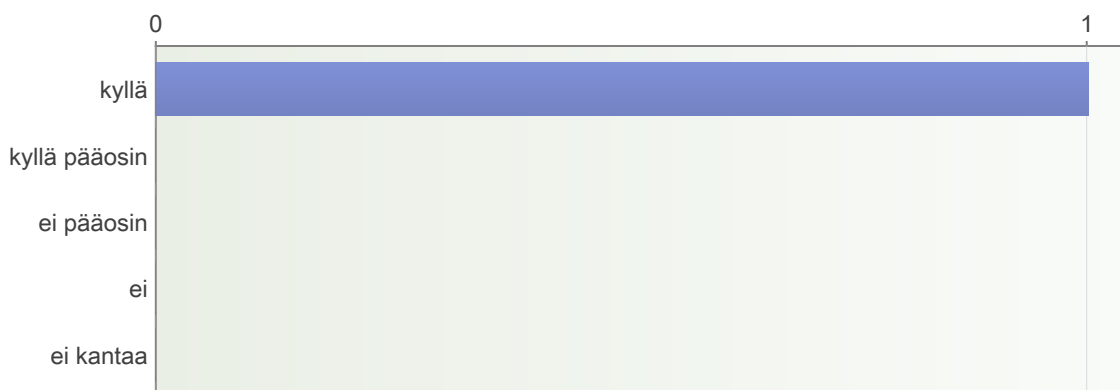 0 1
kyllä
kyllä pääosin
ei pääosin
ei
ei kantaa